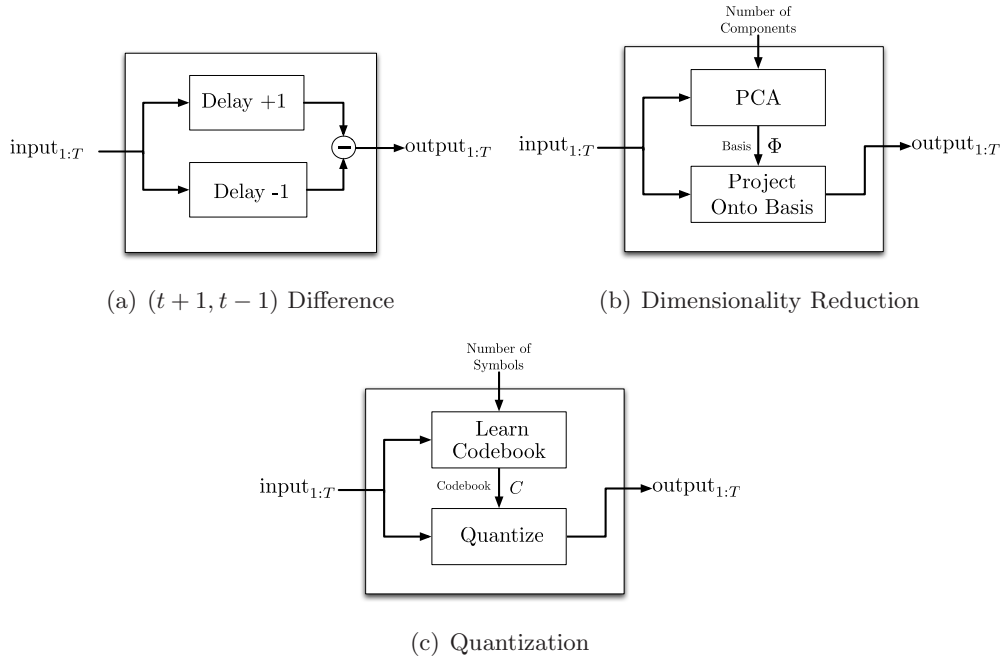 Delay +1
input1:T
−
output1:T
Delay -1
(a) (t + 1, t − 1) Difference
Number of
Components
PCA
input1:T
Basis Φ
output1:T
Project
Onto Basis
(b) Dimensionality Reduction
Number of
Symbols
Learn
Codebook
input1:T
Codebook C
output1:T
Quantize
(c) Quantization